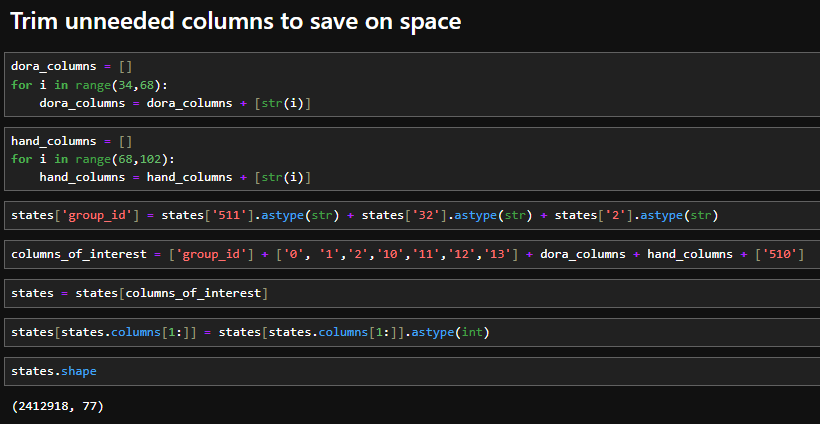 Trim unneeded columns to save on space
dora_columns = []
for i in range(34,68):
    dora_columns = dora_columns + [str(i)]
hand_columns = []
for i in range(68,102):
    hand_columns = hand_columns + [str(i)]
states['group_id'] = states['511'].astype(str) + states['32'].astype(str) + states['2'].astype(str)
columns_of_interest = ['group_id'] + ['0', '1','2','10','11','12','13'] + dora_columns + hand_columns + ['510']
states = states[columns_of_interest]
states[states.columns[1:]] = states[states.columns[1:]].astype(int)
states.shape
(2412918, 77)